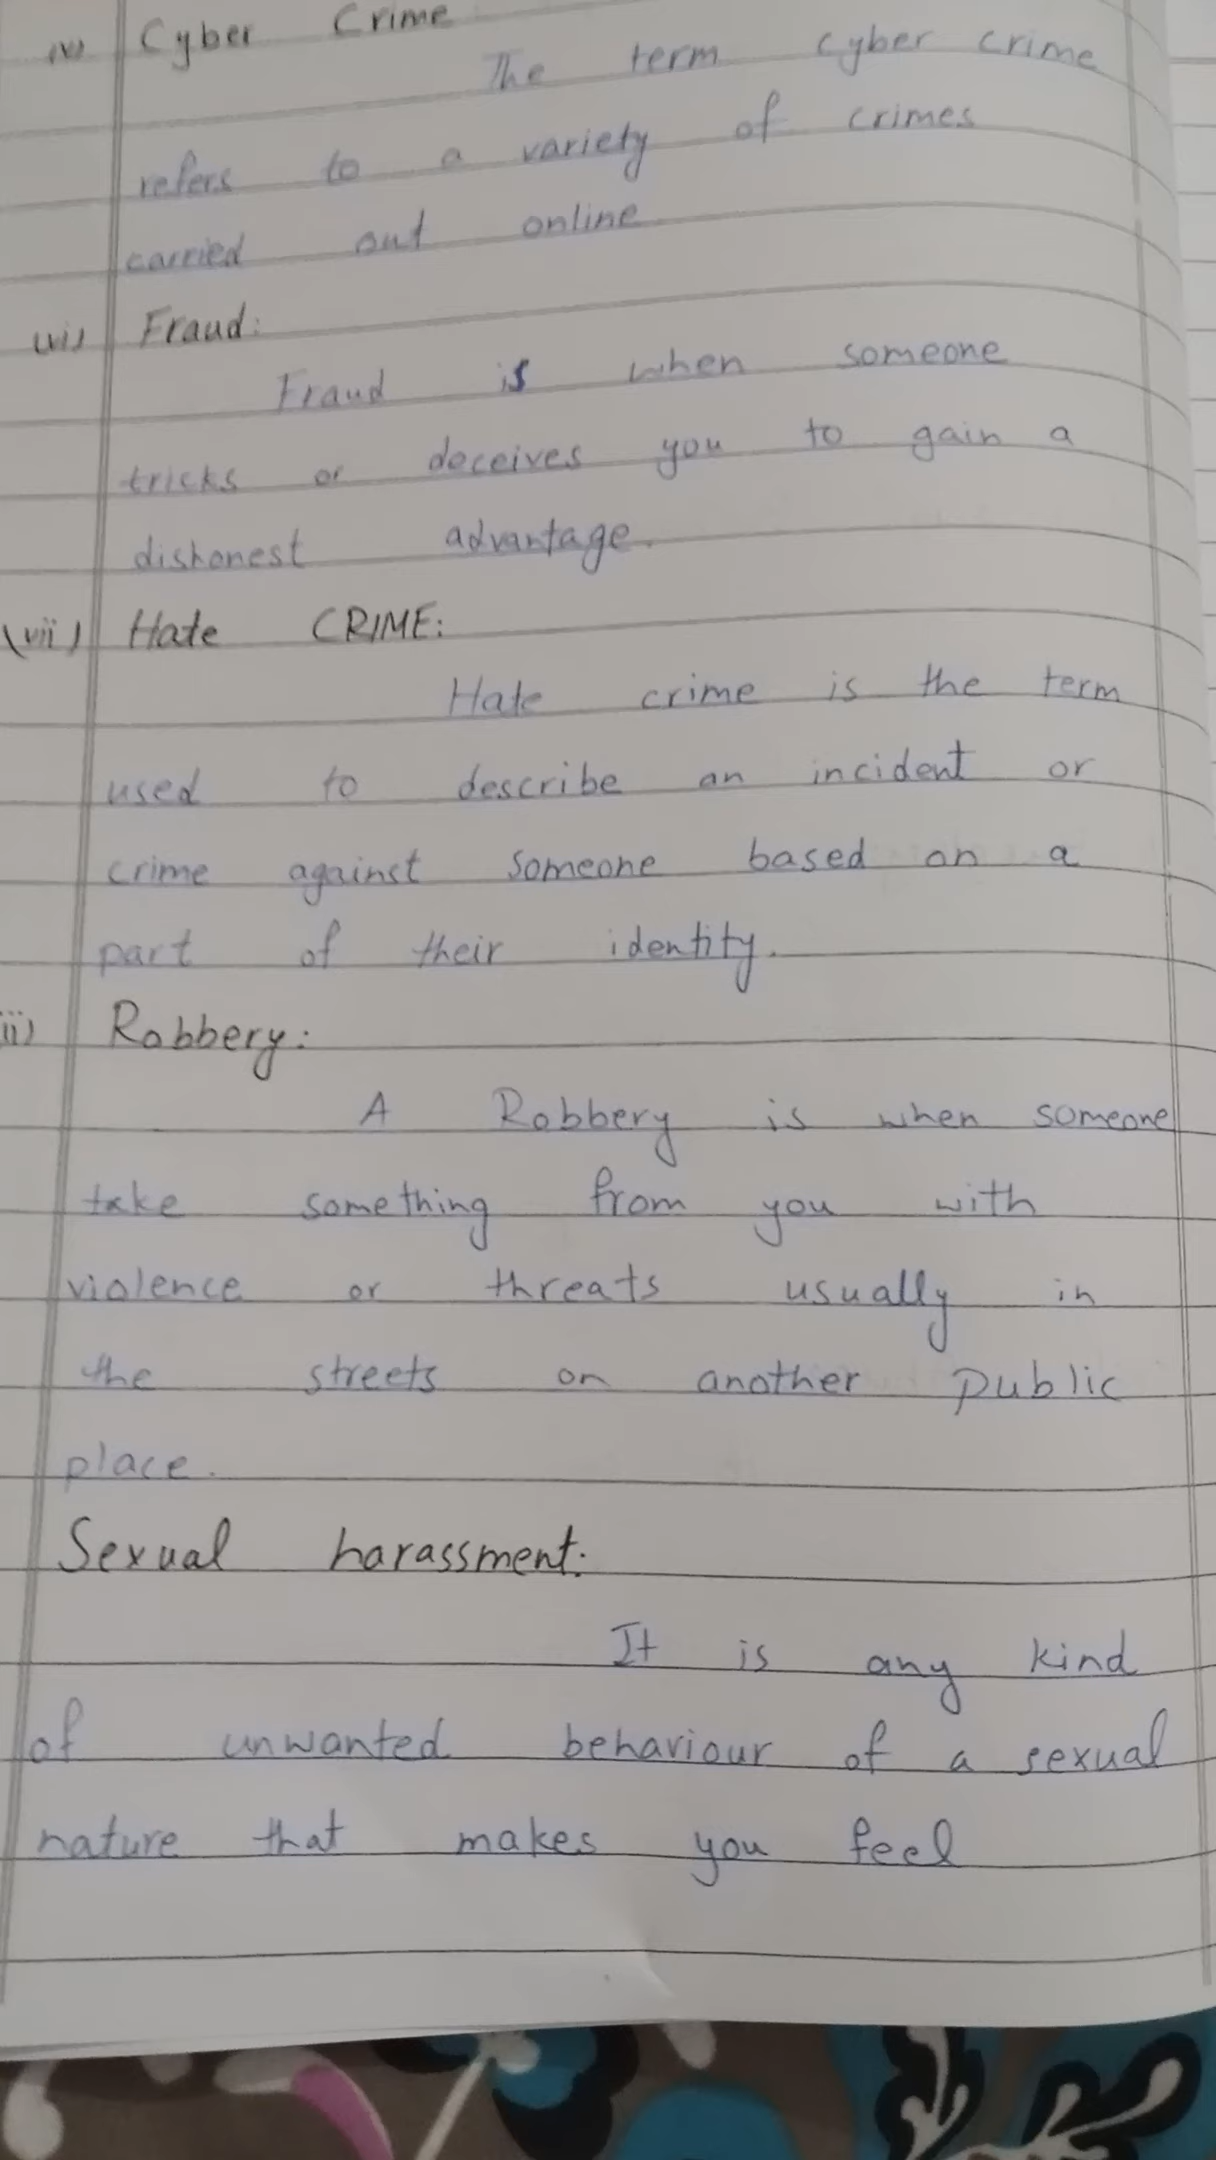 iv) Cyber Crime
The term cyber crime
refers to a variety of crimes
carried out online
(vi) Fraud:
Fraud is when someone
tricks or deceives you to gain a
dishonest advantage.
(vii) Hate CRIME:
Hate crime is the term
used to describe an incident or
crime against someone based on a
part of their identity.
ii) Robbery:
A Robbery is when someone
take something from you with
violence or threats usually in
the streets on another public
place.
Sexual harassment:
It is any kind
of unwanted behaviour of a sexual
nature that makes you feel